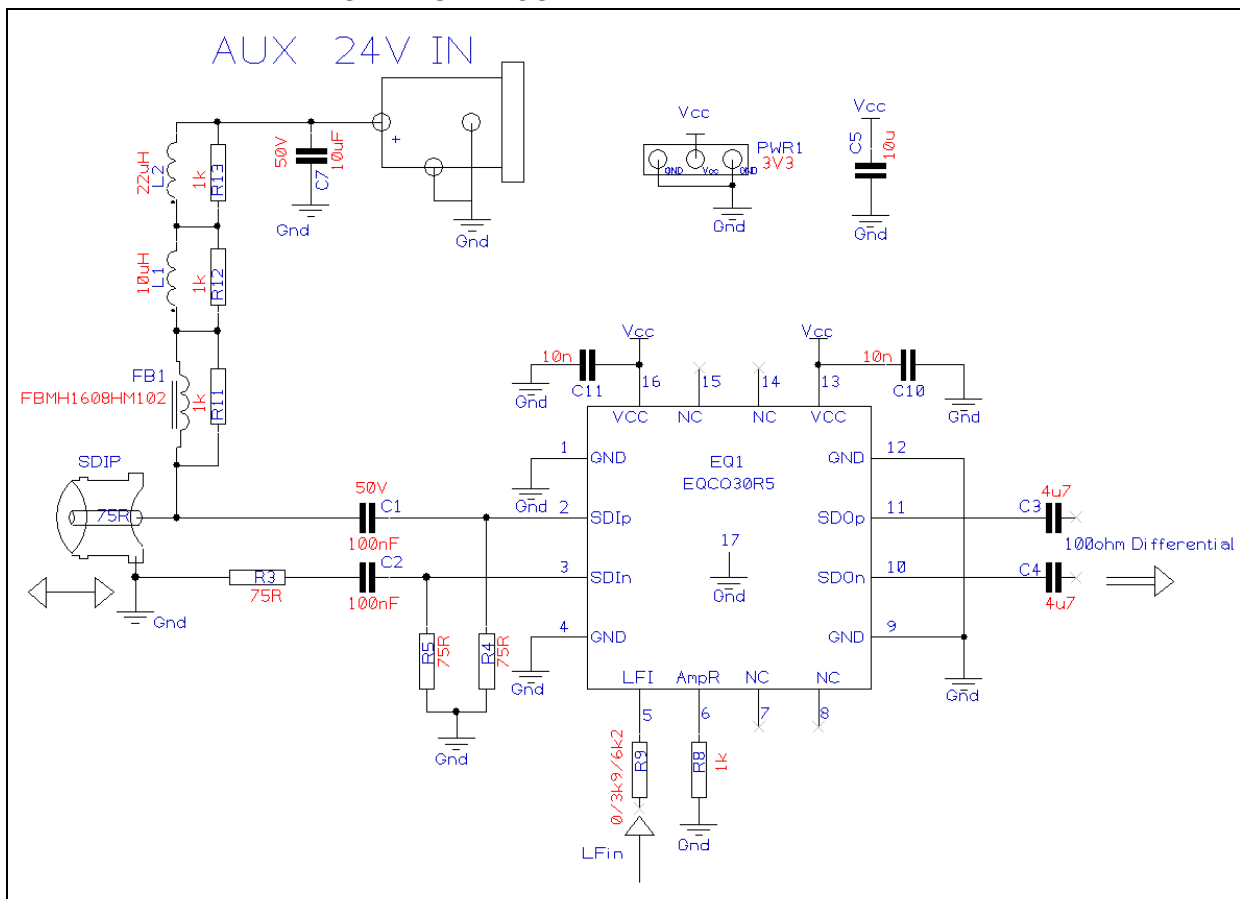 AUX 24V IN
+
50V
10uF
C7
Gnd
Gnd
22uH
L2
1k
R13
10uH
L1
1k
R12
FB1
FBMH1608HM102
1k
R11
Vcc
PWR1
3V3
GND
Vcc
GND
Gnd
Vcc
C5
10u
Gnd
SDIP
75R
Gnd
50V
C1
100nF
C2
100nF
R3
75R
R5
75R
R4
75R
Gnd
Vcc
10n
C11
Gnd
16
15
14
13
Vcc
10n
C10
Gnd
VCC
NC
NC
VCC
1
GND
Gnd
EQ1
EQCO30R5
GND
12
2
SDIp
SDOp
11
C3
4u7
3
SDIn
17
Gnd
SDOn
10
C4
4u7
100ohm Differential
4
GND
Gnd
GND
9
Gnd
LFI
AmpR
NC
NC
5
6
7
8
0/3k9/6k2
R9
R8
1k
LFin
Gnd